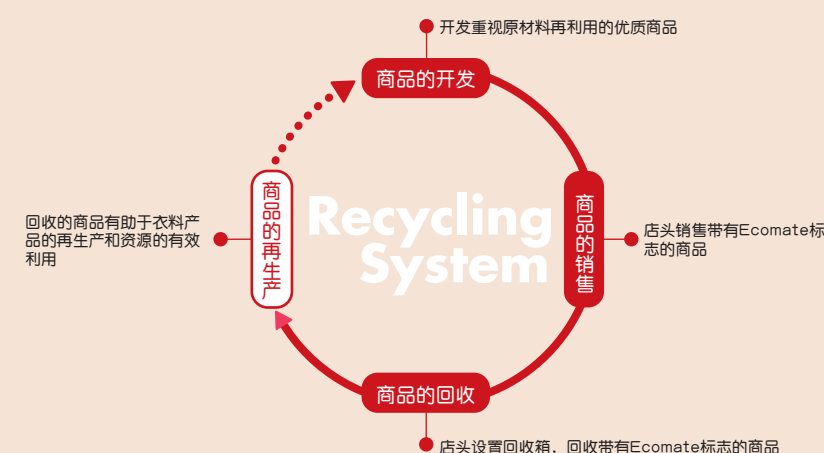 开发重视原材料再利用的优质商品
商品的开发
商品的再生产
Recycling
System
商品的销售
回收的商品有助于衣料产
品的再生产和资源的有效
利用
店头销售带有Ecomate标
志的商品
商品的回收
店头设置回收箱，回收带有Ecomate标志的商品